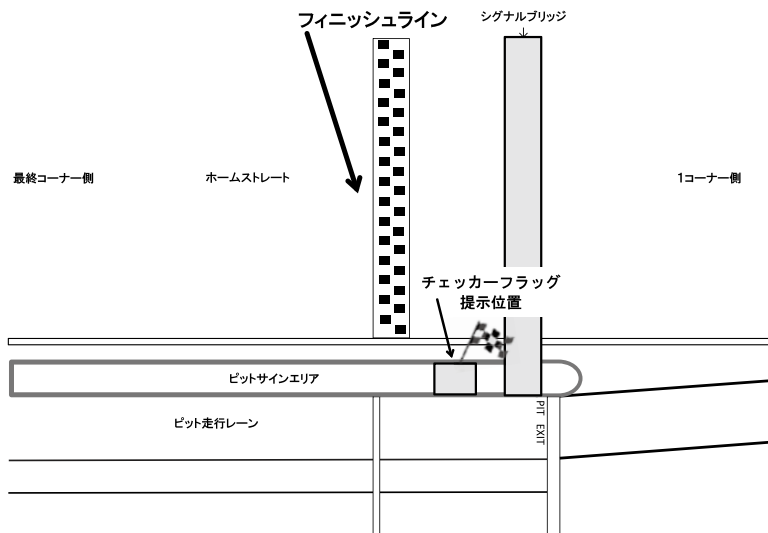 フィニッシュライン
シグナルブリッジ
最終コーナー側
ホームストレート
1コーナー側
チェッカーフラッグ
提示位置
ピットサインエリア
ピット走行レーン
PIT EXIT